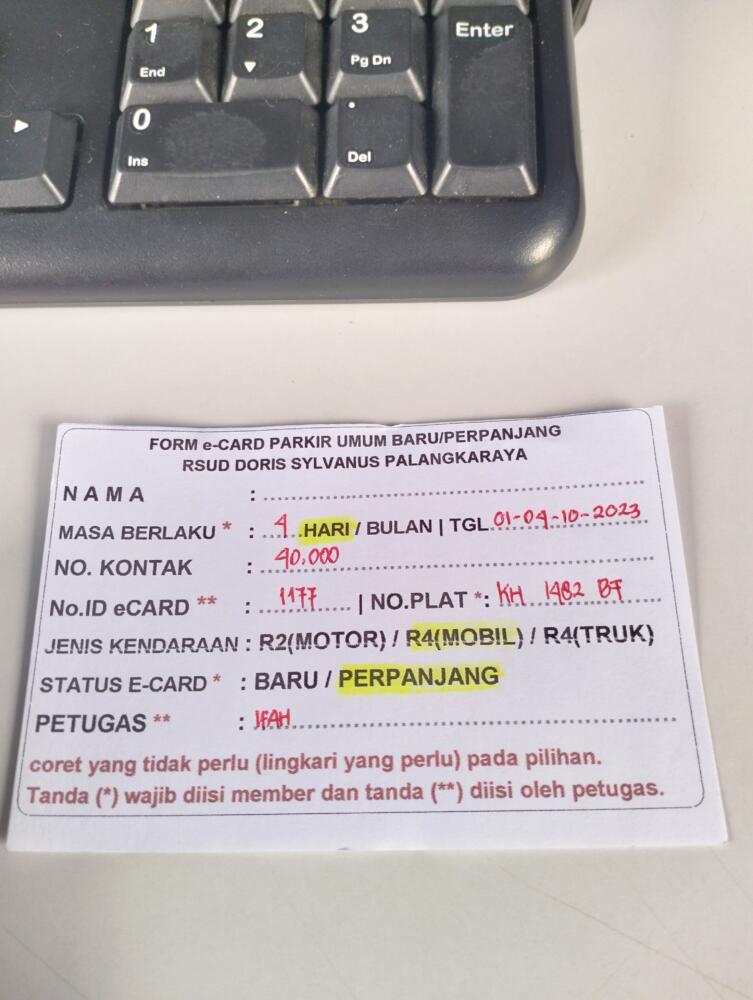 1 2 3 Enter
End ▼ Pg Dn
0 .
Ins Del
FORM e-CARD PARKIR UMUM BARU/PERPANJANG
RSUD DORIS SYLVANUS PALANGKARAYA
NAMA :
MASA BERLAKU * : 4 HARI / BULAN | TGL 01-04-10-2023
NO. KONTAK : 40.000
No.ID eCARD ** : 1177 | NO.PLAT *: KH 1482 BF
JENIS KENDARAAN : R2(MOTOR) / R4(MOBIL) / R4(TRUK)
STATUS E-CARD * : BARU / PERPANJANG
PETUGAS ** : IFAH
coret yang tidak perlu (lingkari yang perlu) pada pilihan.
Tanda (*) wajib diisi member dan tanda (**) diisi oleh petugas.